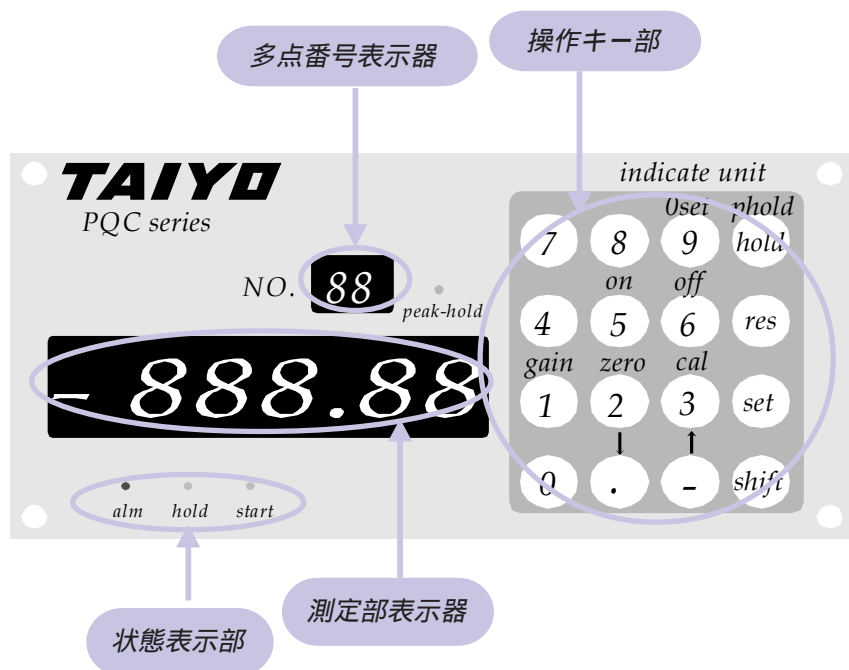 多点番号表示器
操作キー部
TAIYO
PQC series
indicate unit
0set phold
7 8 9 hold
NO. 88
peak-hold
on off
4 5 6 res
- 888.88
gain zero cal
1 2 3 set
↓ ↑
0 . - shift
alm hold start
状態表示部
測定部表示器